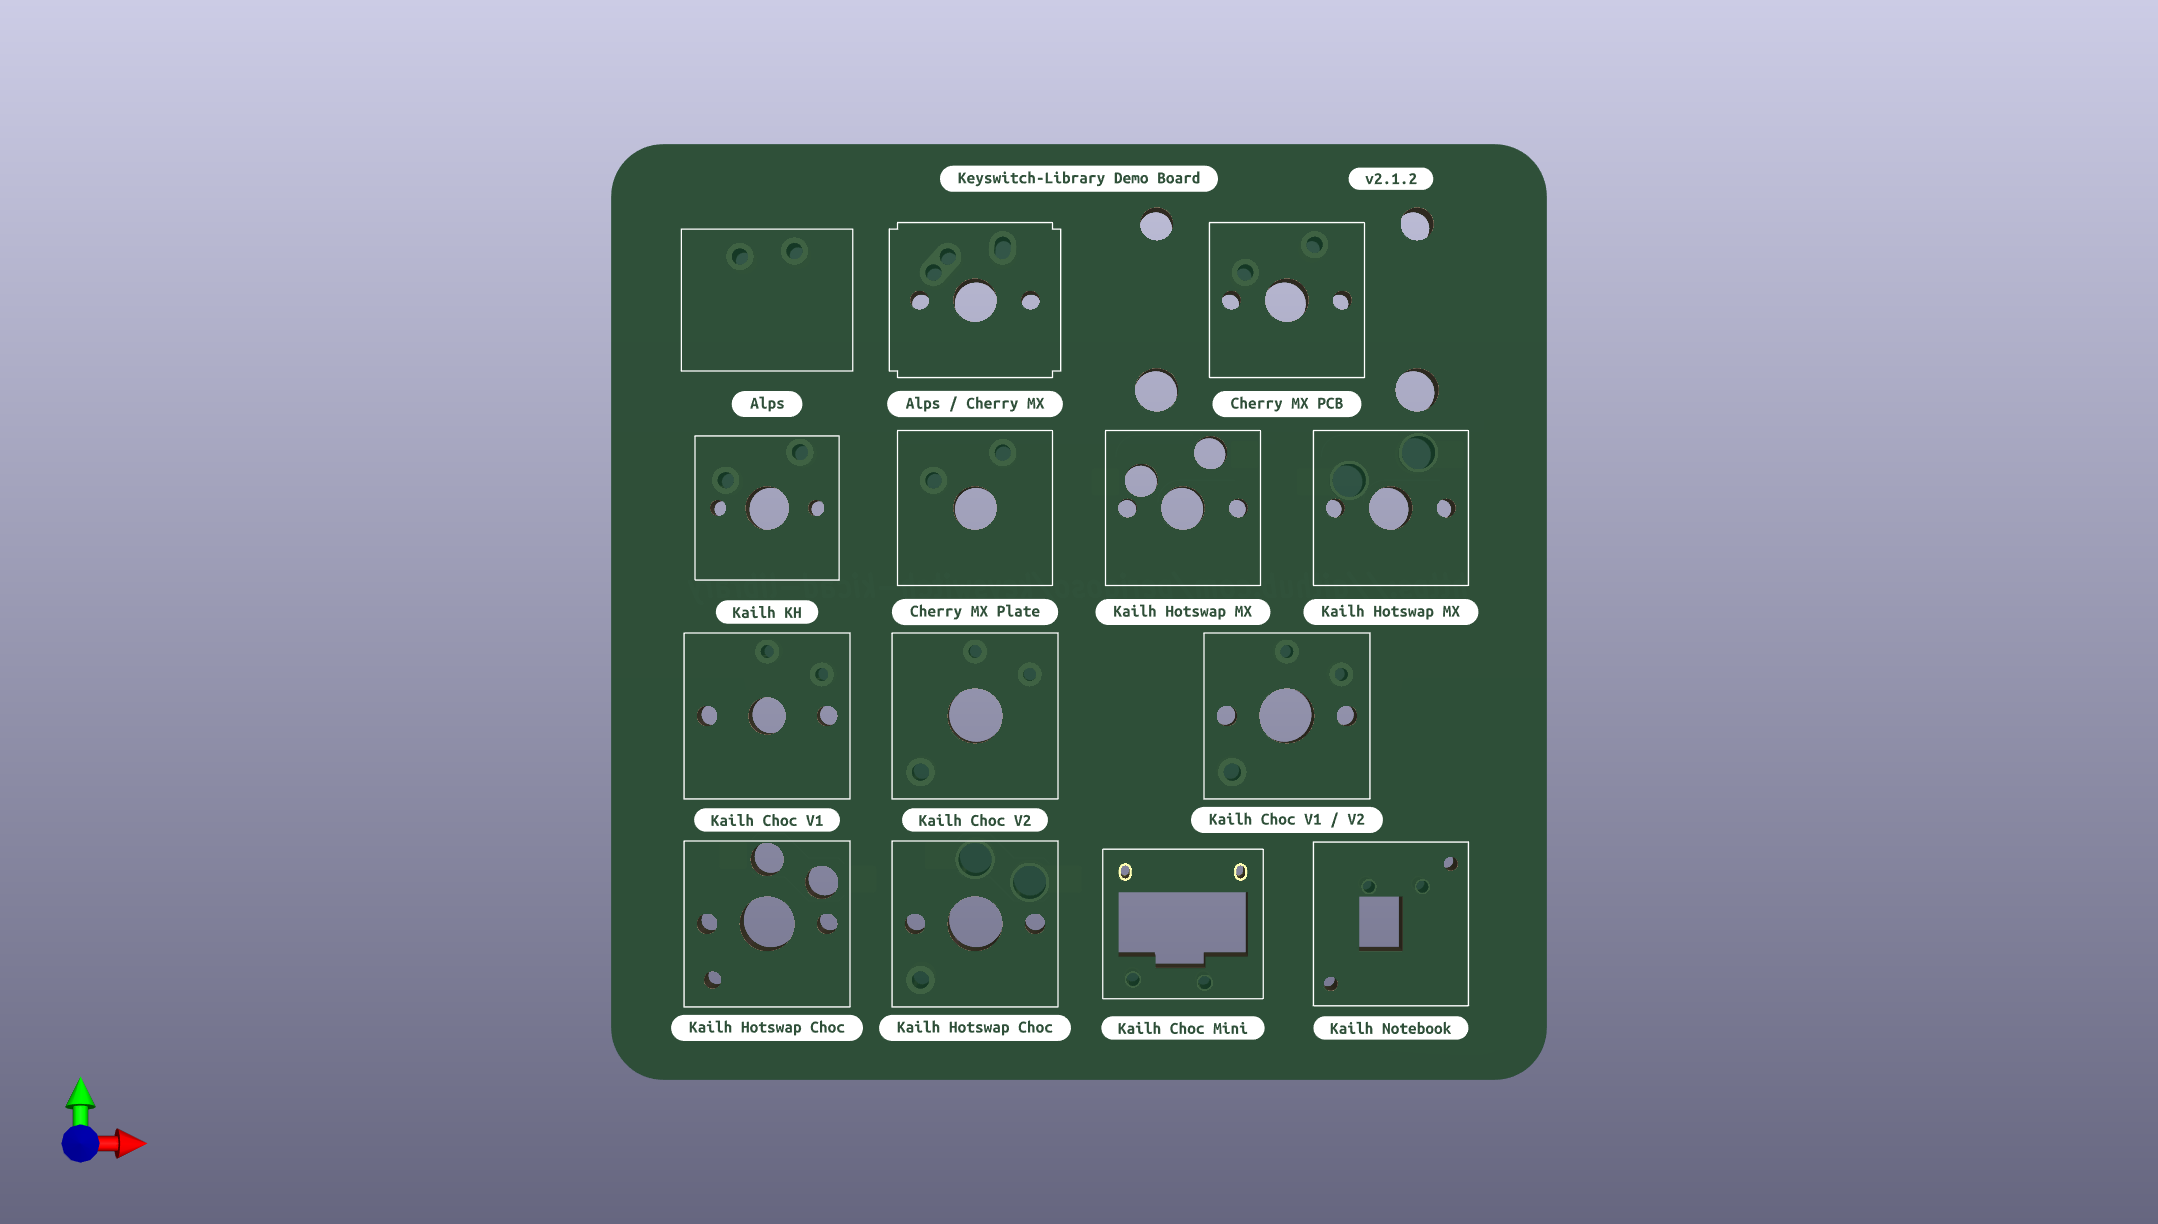 Keyswitch-Library Demo Board
v2.1.2
Alps
Alps / Cherry MX
Cherry MX PCB
Kailh KH
Cherry MX Plate
Kailh Hotswap MX
Kailh Hotswap MX
Kailh Choc V1
Kailh Choc V2
Kailh Choc V1 / V2
Kailh Hotswap Choc
Kailh Hotswap Choc
Kailh Choc Mini
Kailh Notebook